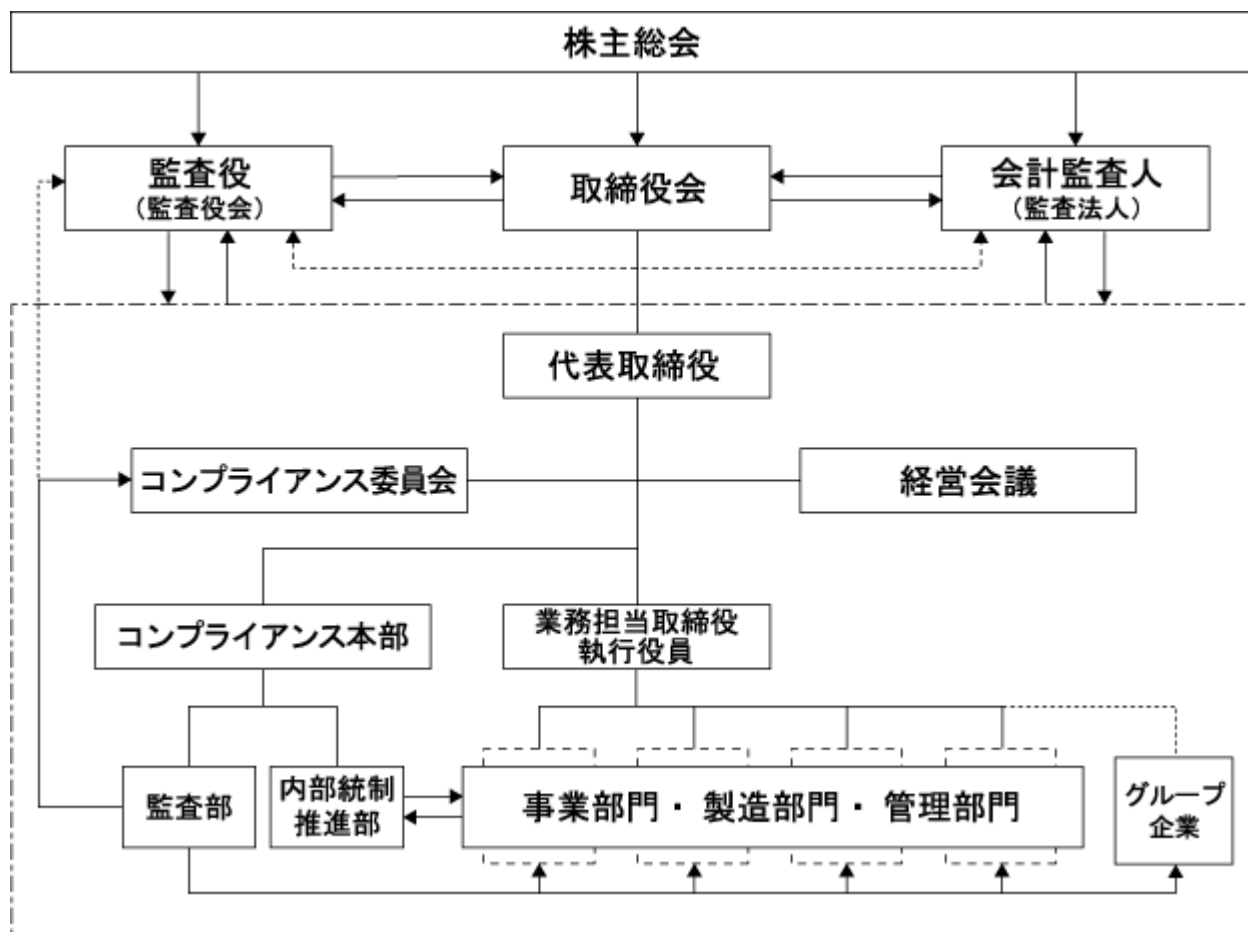 株主総会
監査役
(監査役会)
取締役会
会計監査人
(監査法人)
代表取締役
コンプライアンス委員会
経営会議
コンプライアンス本部
業務担当取締役
執行役員
監査部
内部統制
推進部
事業部門・製造部門・管理部門
グループ
企業